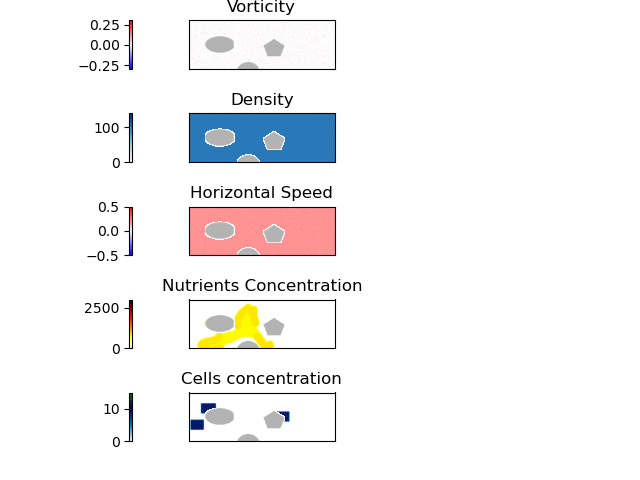 Vorticity
0.25
0.00
−0.25
Density
100
0
Horizontal Speed
0.5
0.0
−0.5
Nutrients Concentration
2500
0
Cells concentration
10
0